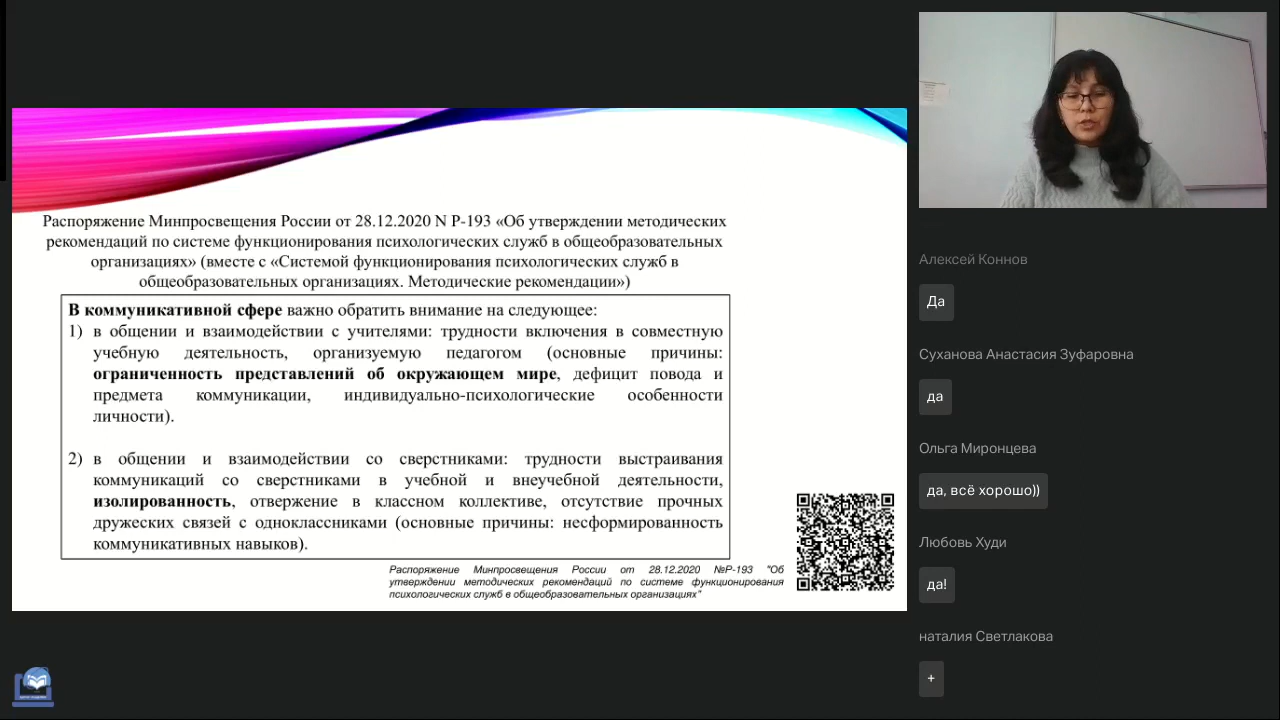 Распоряжение Минпросвещения России от 28.12.2020 N Р-193 «Об утверждении методических
рекомендаций по системе функционирования психологических служб в общеобразовательных
организациях» (вместе с «Системой функционирования психологических служб в
общеобразовательных организациях. Методические рекомендации»)
В коммуникативной сфере важно обратить внимание на следующее:
1) в общении и взаимодействии с учителями: трудности включения в совместную
учебную деятельность, организуемую педагогом (основные причины:
ограниченность представлений об окружающем мире, дефицит повода и
предмета коммуникации, индивидуально-психологические особенности
личности).
2) в общении и взаимодействии со сверстниками: трудности выстраивания
коммуникаций со сверстниками в учебной и внеучебной деятельности,
изолированность, отвержение в классном коллективе, отсутствие прочных
дружеских связей с одноклассниками (основные причины: несформированность
коммуникативных навыков).
Распоряжение Минпросвещения России от 28.12.2020 №Р-193 "Об
утверждении методических рекомендаций по системе функционирования
психологических служб в общеобразовательных организациях"
Алексей Коннов
Да
Суханова Анастасия Зуфаровна
да
Ольга Миронцева
да, всё хорошо))
Любовь Худи
да!
наталия Светлакова
+